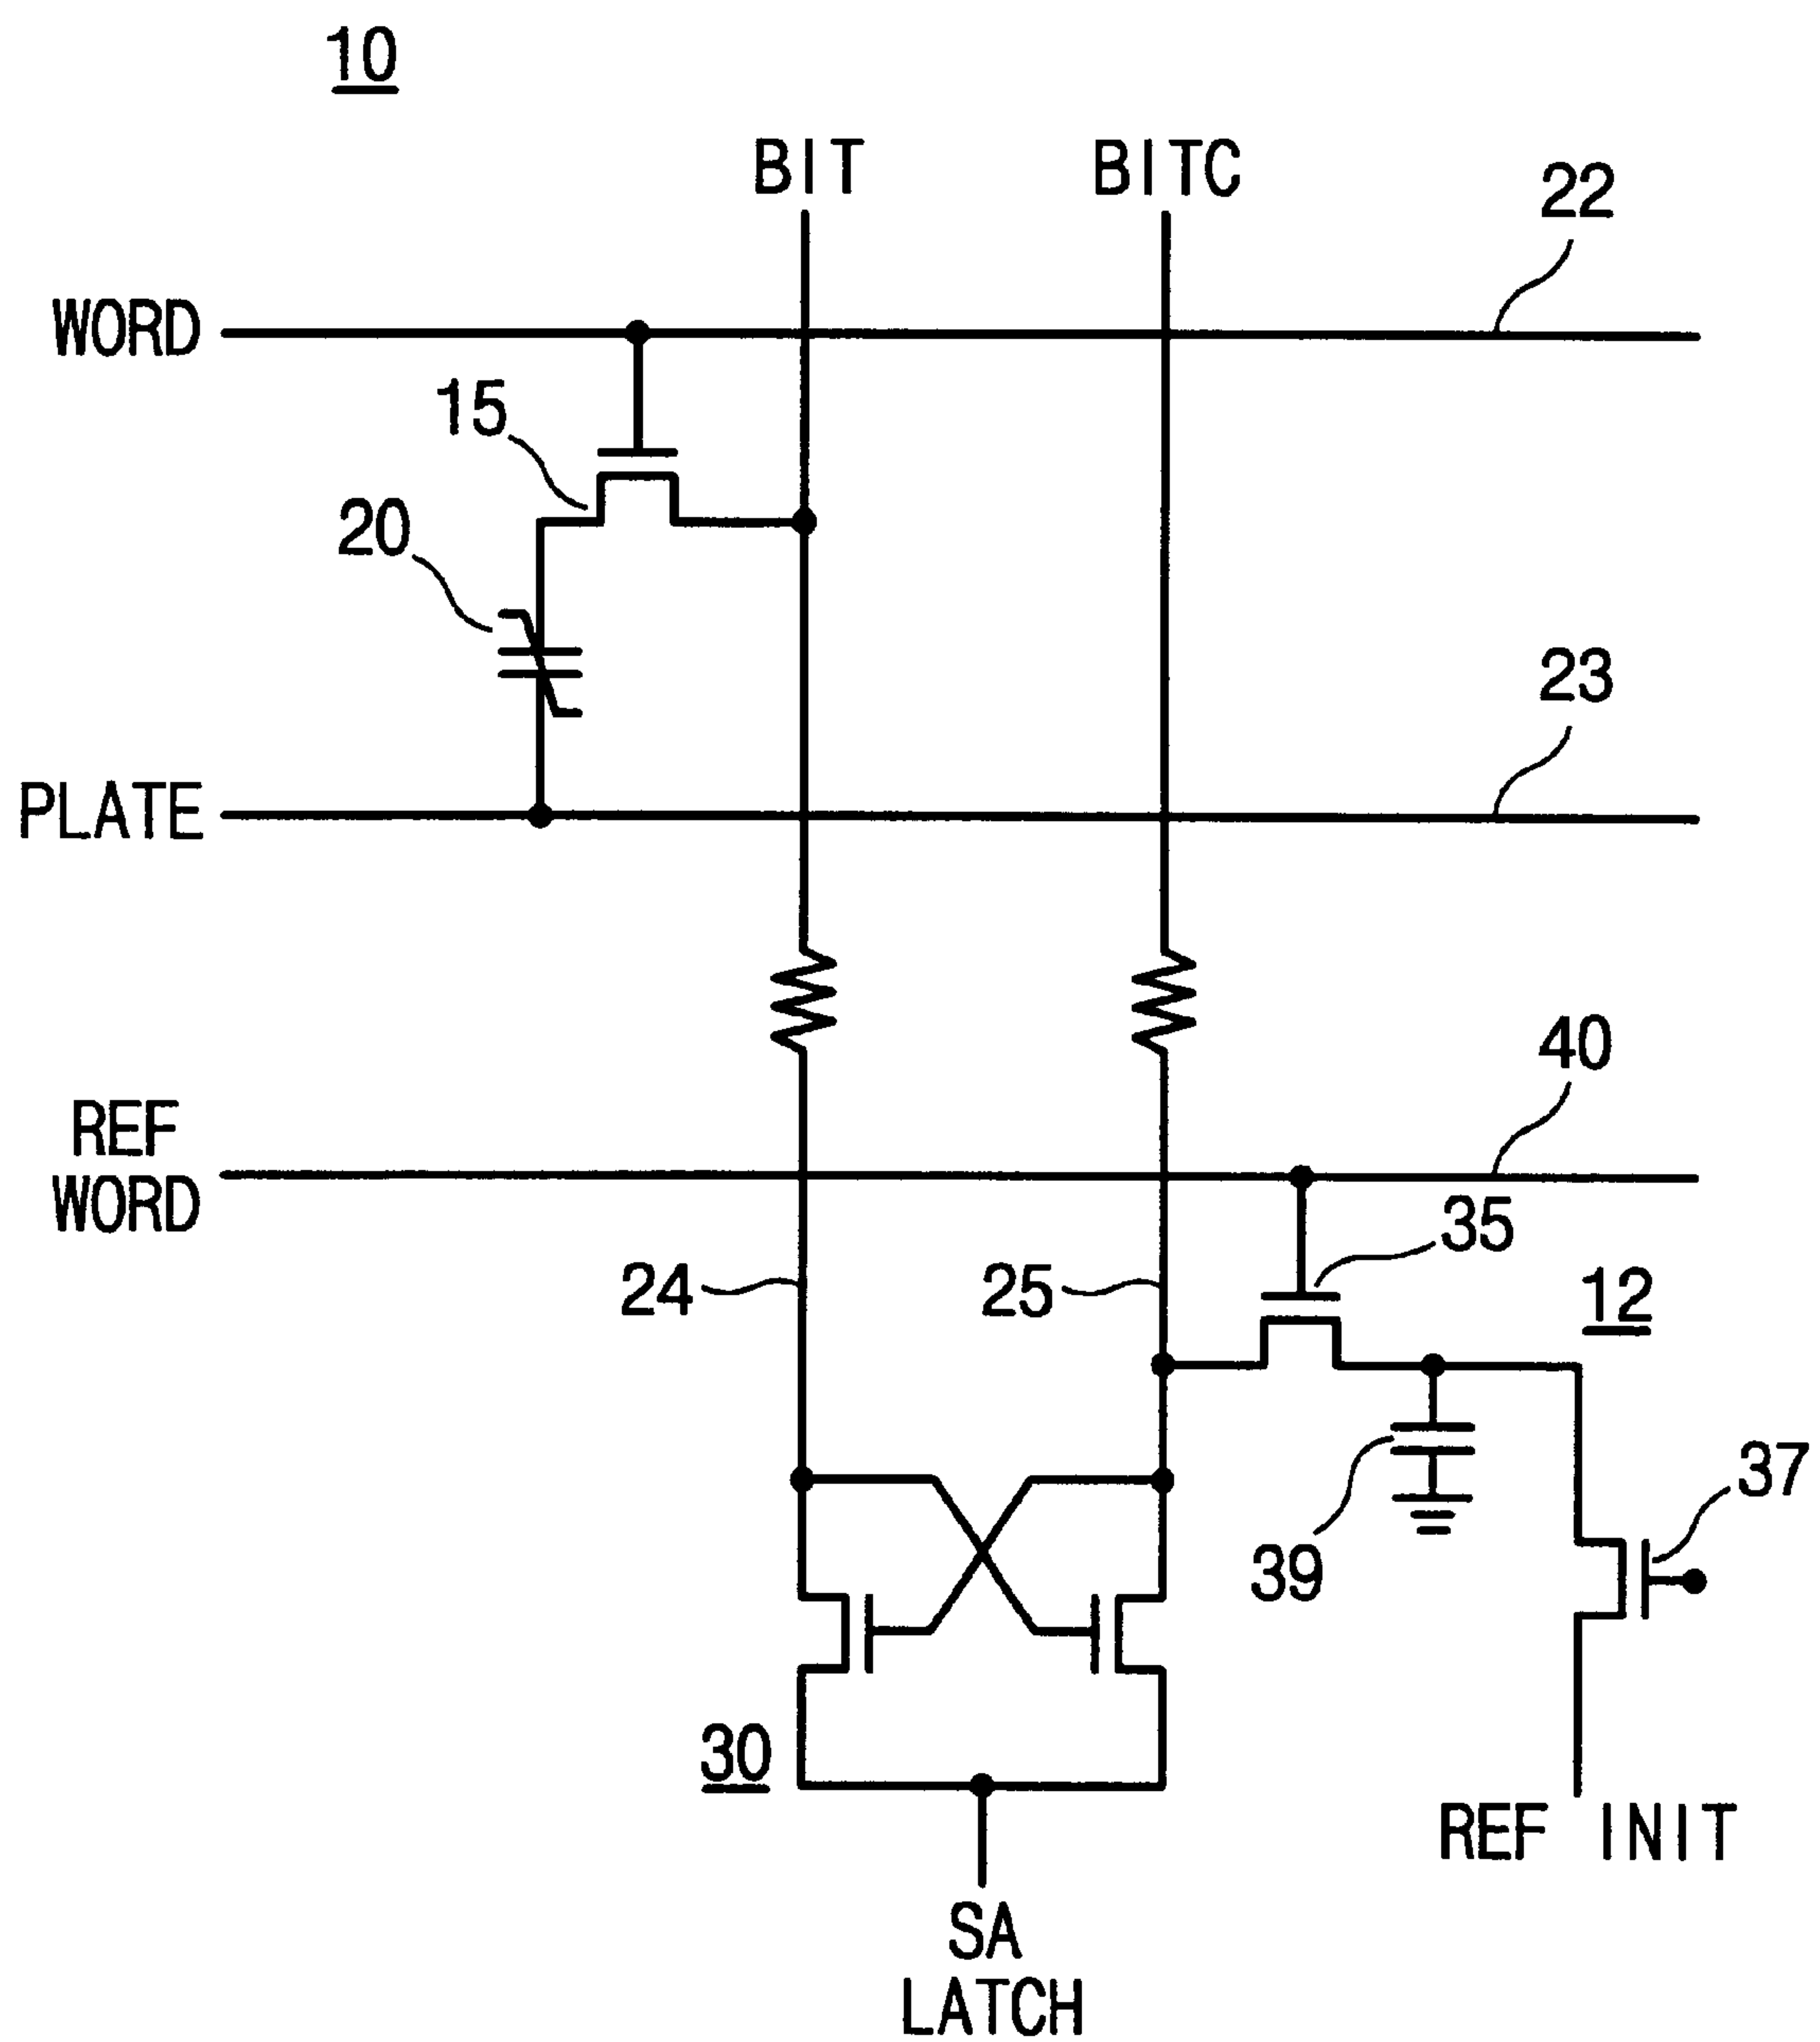 10
BIT
BITC
22
WORD
15
20
23
PLATE
40
REF
WORD
35
24
25
12
37
39
30
REF INIT
SA
LATCH